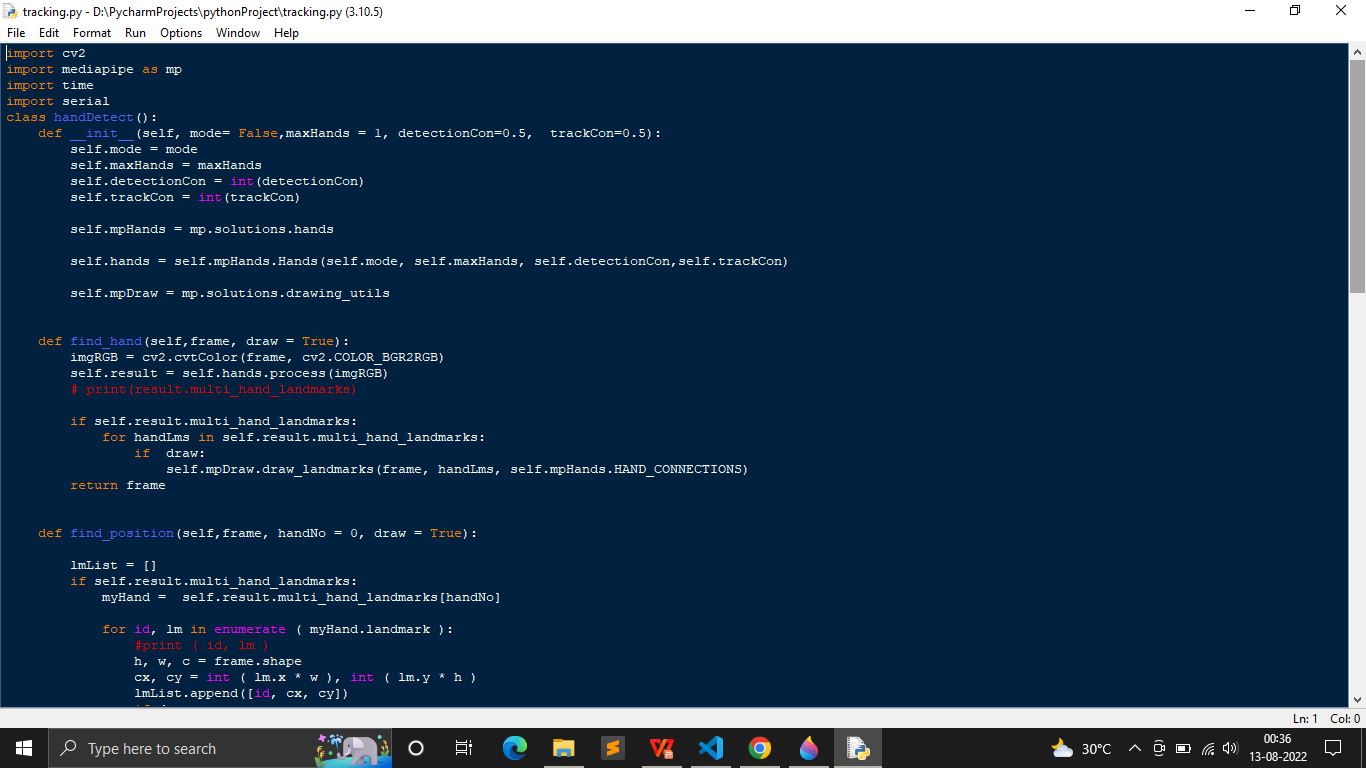 tracking.py - D:\PycharmProjects\pythonProject\tracking.py (3.10.5)
File Edit Format Run Options Window Help
import cv2
import mediapipe as mp
import time
import serial
class handDetect():
    def __init__(self, mode= False,maxHands = 1, detectionCon=0.5,  trackCon=0.5):
        self.mode = mode
        self.maxHands = maxHands
        self.detectionCon = int(detectionCon)
        self.trackCon = int(trackCon)
        self.mpHands = mp.solutions.hands
        self.hands = self.mpHands.Hands(self.mode, self.maxHands, self.detectionCon,self.trackCon)
        self.mpDraw = mp.solutions.drawing_utils
    def find_hand(self,frame, draw = True):
        imgRGB = cv2.cvtColor(frame, cv2.COLOR_BGR2RGB)
        self.result = self.hands.process(imgRGB)
        # print(result.multi_hand_landmarks)
        if self.result.multi_hand_landmarks:
            for handLms in self.result.multi_hand_landmarks:
                if  draw:
                    self.mpDraw.draw_landmarks(frame, handLms, self.mpHands.HAND_CONNECTIONS)
        return frame
    def find_position(self,frame, handNo = 0, draw = True):
        lmList = []
        if self.result.multi_hand_landmarks:
            myHand =  self.result.multi_hand_landmarks[handNo]
            for id, lm in enumerate ( myHand.landmark ):
                #print ( id, lm )
                h, w, c = frame.shape
                cx, cy = int ( lm.x * w ), int ( lm.y * h )
                lmList.append([id, cx, cy])
Ln: 1 Col: 0
Type here to search
30°C
00:36
13-08-2022